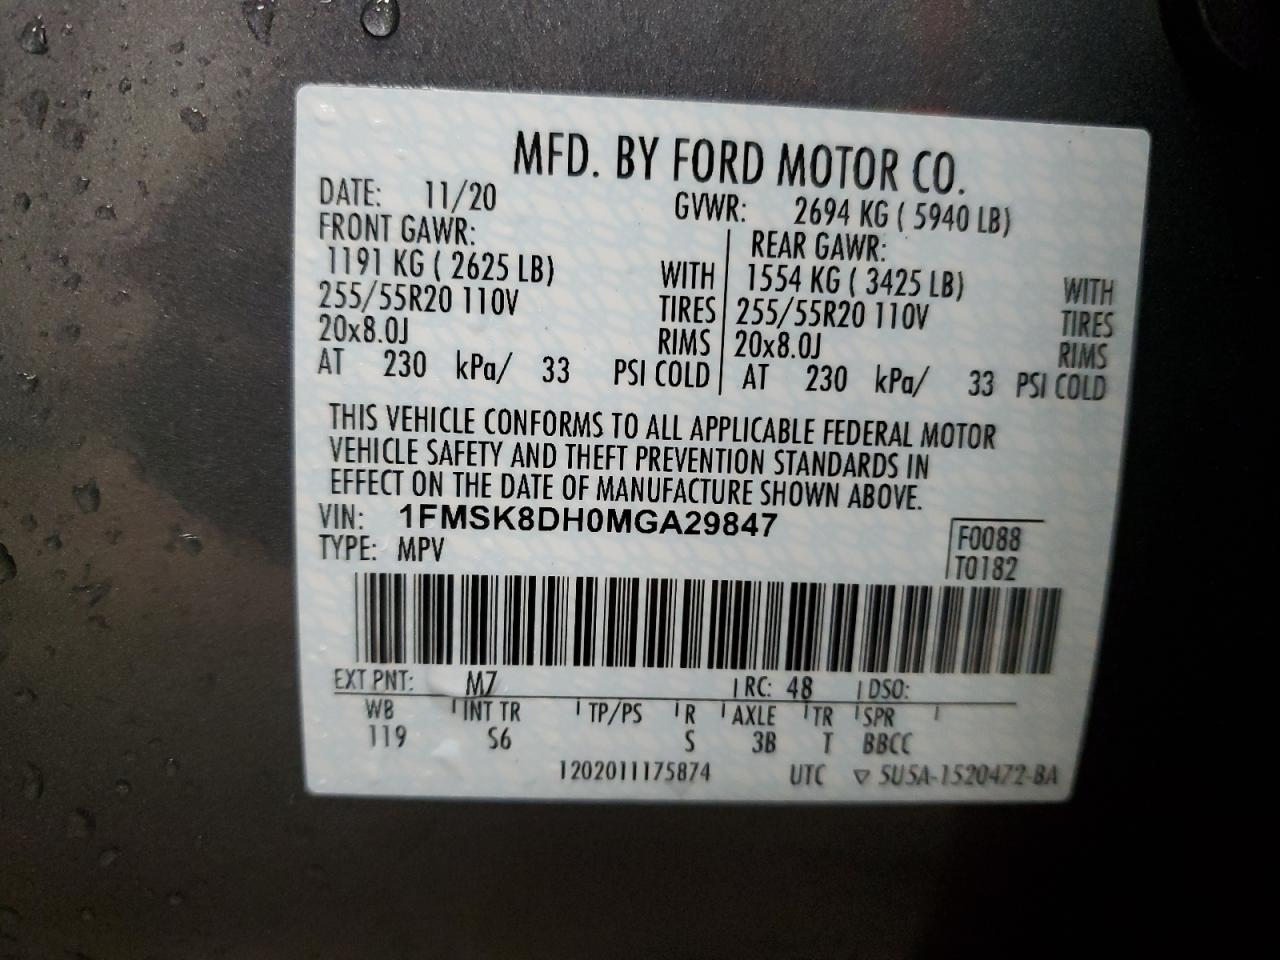 MFD. BY FORD MOTOR CO.
DATE: 11/20 GVWR: 2694 KG ( 5940 LB)
FRONT GAWR: REAR GAWR:
1191 KG ( 2625 LB) WITH 1554 KG ( 3425 LB) WITH
255/55R20 110V TIRES 255/55R20 110V TIRES
20x8.0J RIMS 20x8.0J RIMS
AT 230 kPa/ 33 PSI COLD AT 230 kPa/ 33 PSI COLD
THIS VEHICLE CONFORMS TO ALL APPLICABLE FEDERAL MOTOR
VEHICLE SAFETY AND THEFT PREVENTION STANDARDS IN
EFFECT ON THE DATE OF MANUFACTURE SHOWN ABOVE.
VIN: 1FMSK8DH0MGA29847
F0088
TYPE: MPV
T0182
EXT PNT: M7 RC: 48 DSO:
WB INT TR TP/PS R AXLE TR SPR
119 S6 S 3B T BBCC
1202011175874 UTC ▽ SU5A-1520472-BA